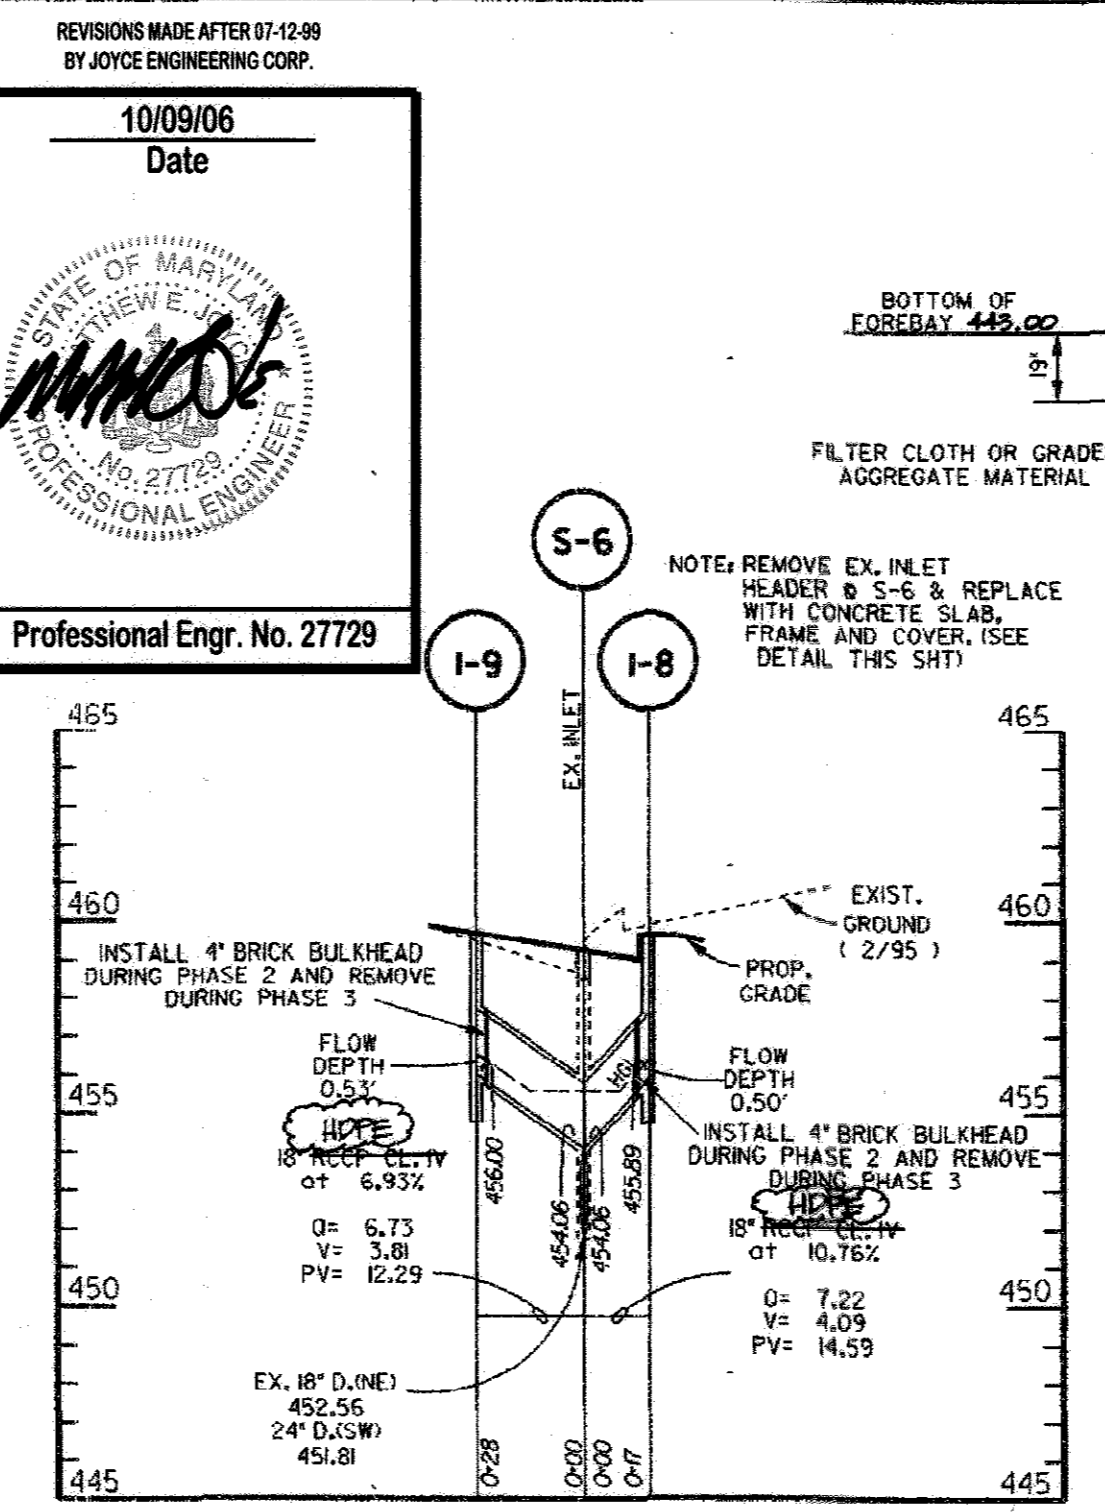 REVISIONS MADE AFTER 07-12-99
BY JOYCE ENGINEERING CORP.
10/09/06
Date
STATE OF MARYLAND
MATTHEW E. JOYCE
No. 27729
PROFESSIONAL ENGINEER
Professional Engr. No. 27729
BOTTOM OF
FOREBAY 443.00
19"
FILTER CLOTH OR GRADE
AGGREGATE MATERIAL
S-6
NOTE: REMOVE EX. INLET
HEADER @ S-6 & REPLACE
WITH CONCRETE SLAB,
FRAME AND COVER. (SEE
DETAIL THIS SHT)
I-9
I-8
EX. INLET
465
465
460
460
EXIST.
GROUND
( 2/95 )
INSTALL 4" BRICK BULKHEAD
DURING PHASE 2 AND REMOVE
DURING PHASE 3
PROP.
GRADE
FLOW
DEPTH
0.53'
HG
FLOW
DEPTH
0.50'
455
455
HDPE
18" RCCP CL. IV
at 6.93%
456.00
454.06
454.06
455.89
INSTALL 4" BRICK BULKHEAD
DURING PHASE 2 AND REMOVE
DURING PHASE 3
HDPE
18" RCCP CL. IV
at 10.76%
Q= 6.73
V= 3.81
PV= 12.29
450
450
Q= 7.22
V= 4.09
PV= 14.59
EX. 18" D.(NE)
452.56
24" D.(SW)
451.81
0+28
0+00
0+00
0+17
445
445